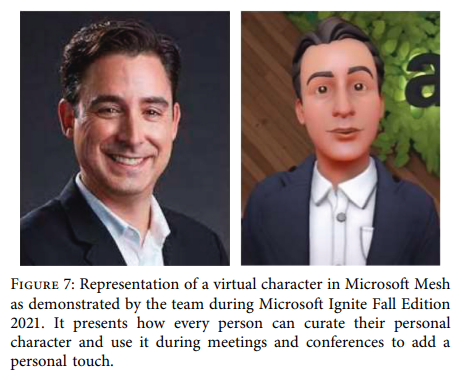 a
FIGURE 7: Representation of a virtual character in Microsoft Mesh
as demonstrated by the team during Microsoft Ignite Fall Edition
2021. It presents how every person can curate their personal
character and use it during meetings and conferences to add a
personal touch.